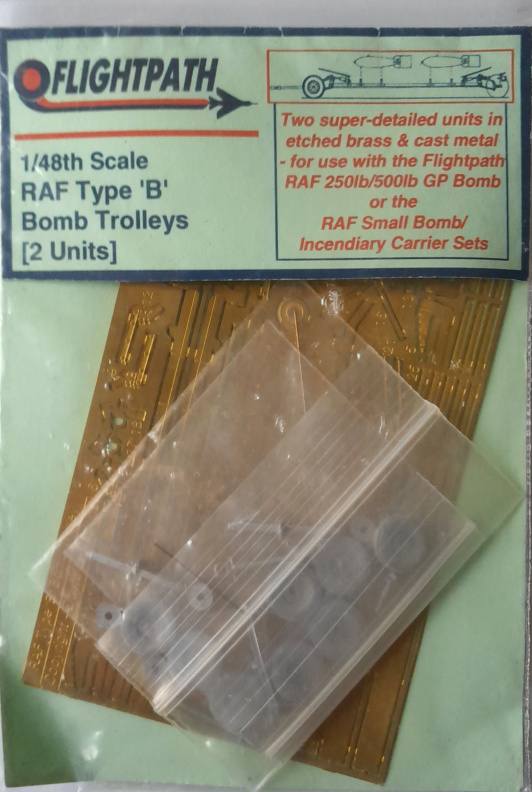 FLIGHTPATH
1/48th Scale
RAF Type 'B'
Bomb Trolleys
[2 Units]
Two super-detailed units in
etched brass & cast metal
- for use with the Flightpath
RAF 250lb/500lb GP Bomb
or the
RAF Small Bomb/
Incendiary Carrier Sets